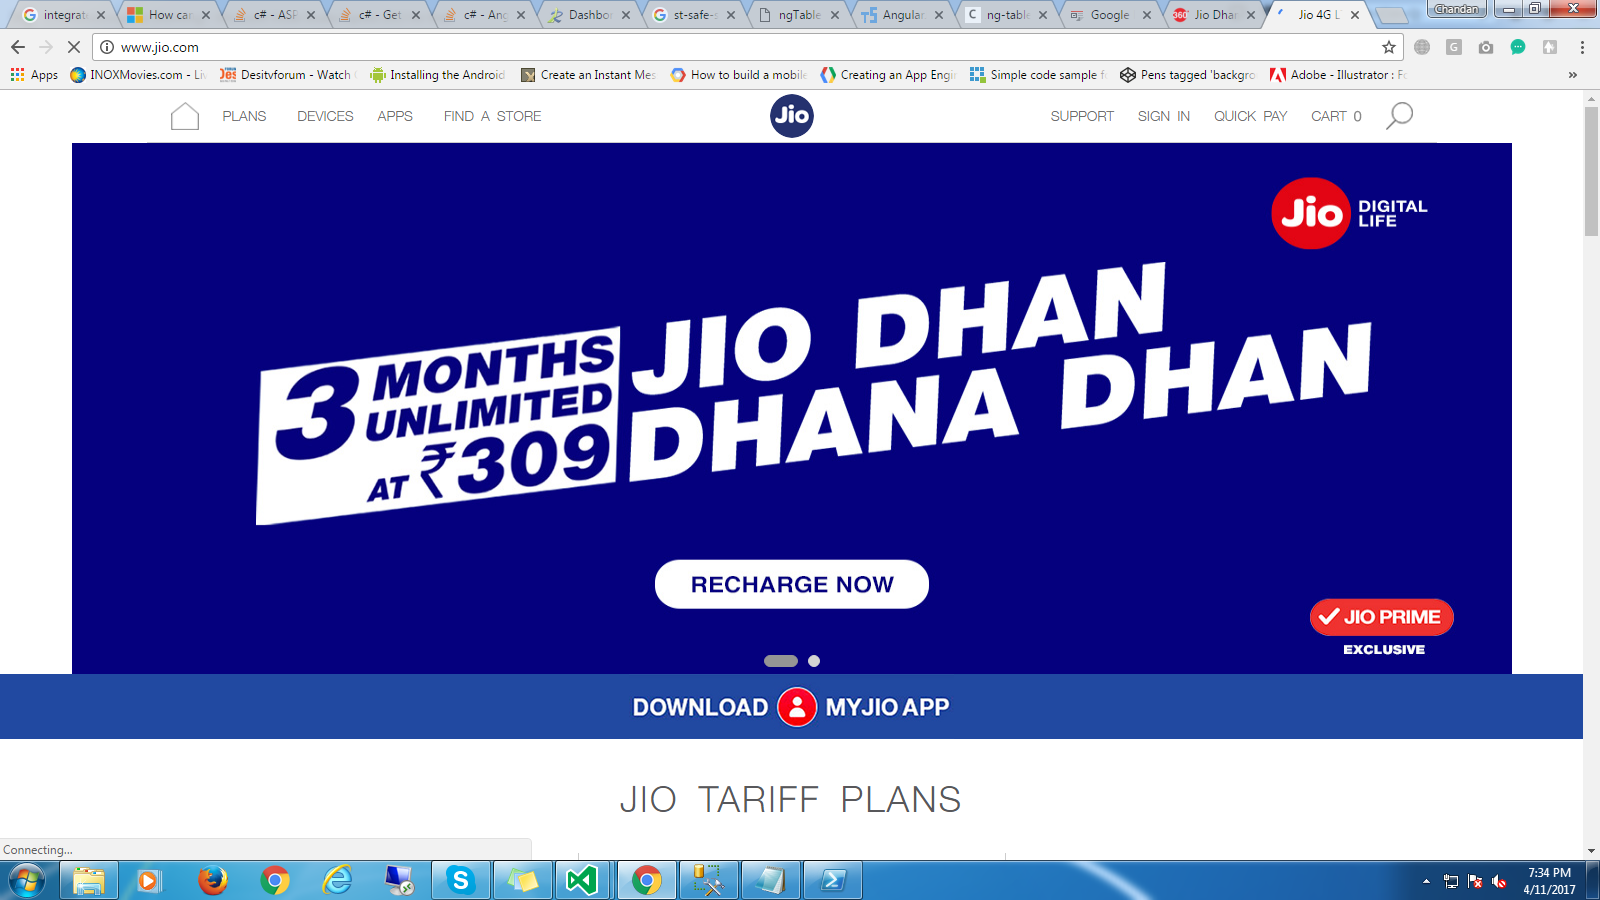 integrat
How can
c# - ASP
c# - Get
c# - Ang
Dashbo
st-safe-s
ngTable
Angular
ng-table
Google
Jio Dhan
Jio 4G L
Chandan
www.jio.com
Apps
INOXMovies.com - Liv
Desitvforum - Watch
Installing the Android
Create an Instant Mes
How to build a mobile
Creating an App Engi
Simple code sample f
Pens tagged 'backgro
Adobe - Illustrator : Fo
»
PLANS
DEVICES
APPS
FIND A STORE
Jio
SUPPORT
SIGN IN
QUICK PAY
CART 0
Jio DIGITAL
LIFE
3 MONTHS
UNLIMITED
AT ₹309
JIO DHAN
DHANA DHAN
RECHARGE NOW
JIO PRIME
EXCLUSIVE
DOWNLOAD MYJIO APP
JIO TARIFF PLANS
Connecting...
7:34 PM
4/11/2017